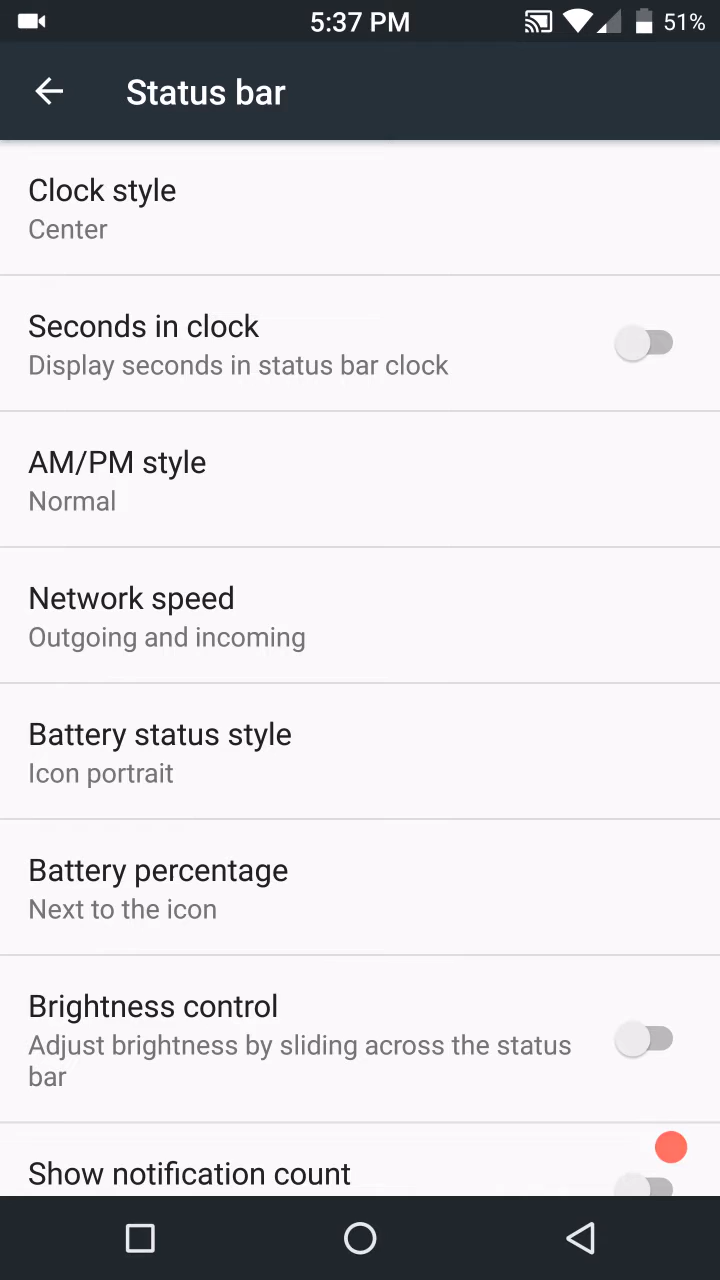 5:37 PM 51%
Status bar
Clock style
Center
Seconds in clock
Display seconds in status bar clock
AM/PM style
Normal
Network speed
Outgoing and incoming
Battery status style
Icon portrait
Battery percentage
Next to the icon
Brightness control
Adjust brightness by sliding across the status
bar
Show notification count